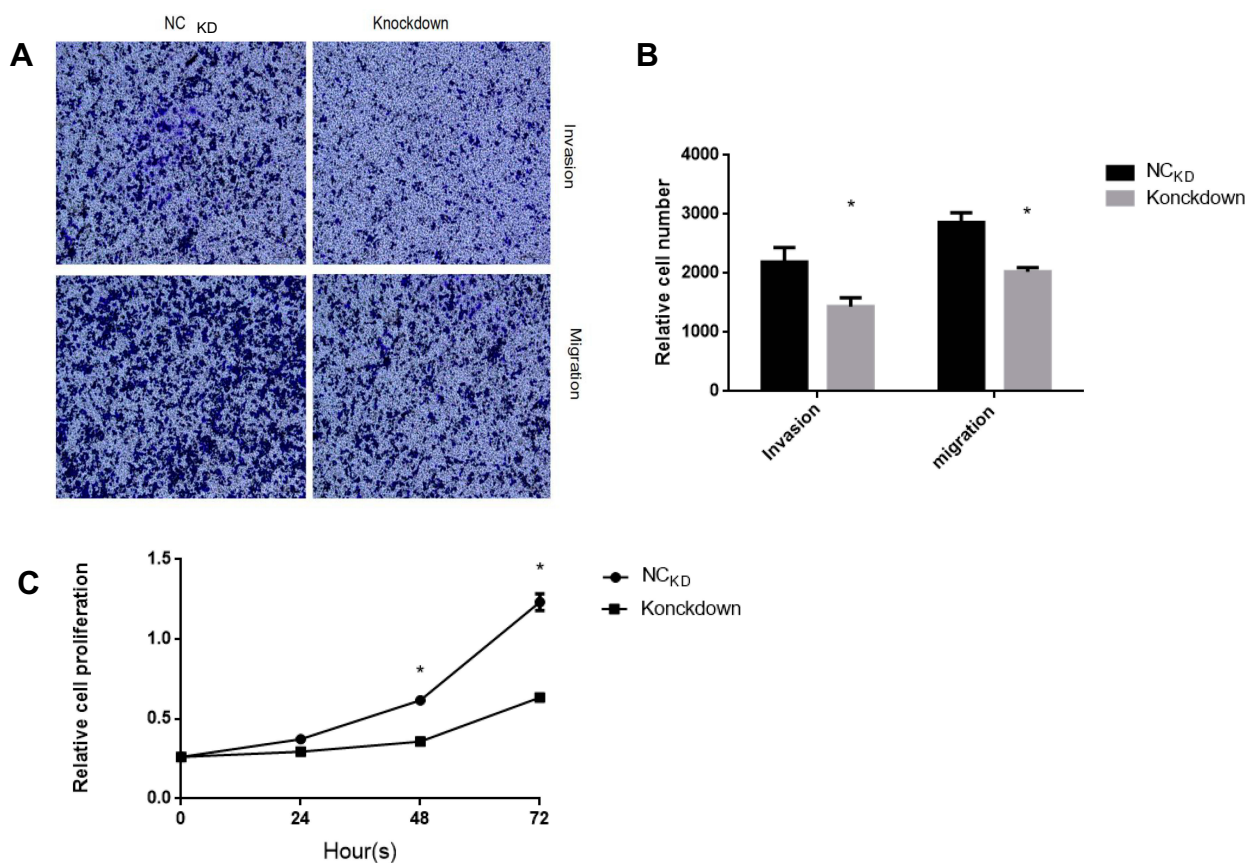 A
NC KD
Knockdown
Invasion
Migration
B
4000
3000
2000
1000
0
Relative cell number
*
*
Invasion
migration
NCKD
Konckdown
C
1.5
1.0
0.5
0.0
Relative cell proliferation
*
*
0 24 48 72
Hour(s)
NCKD
Konckdown